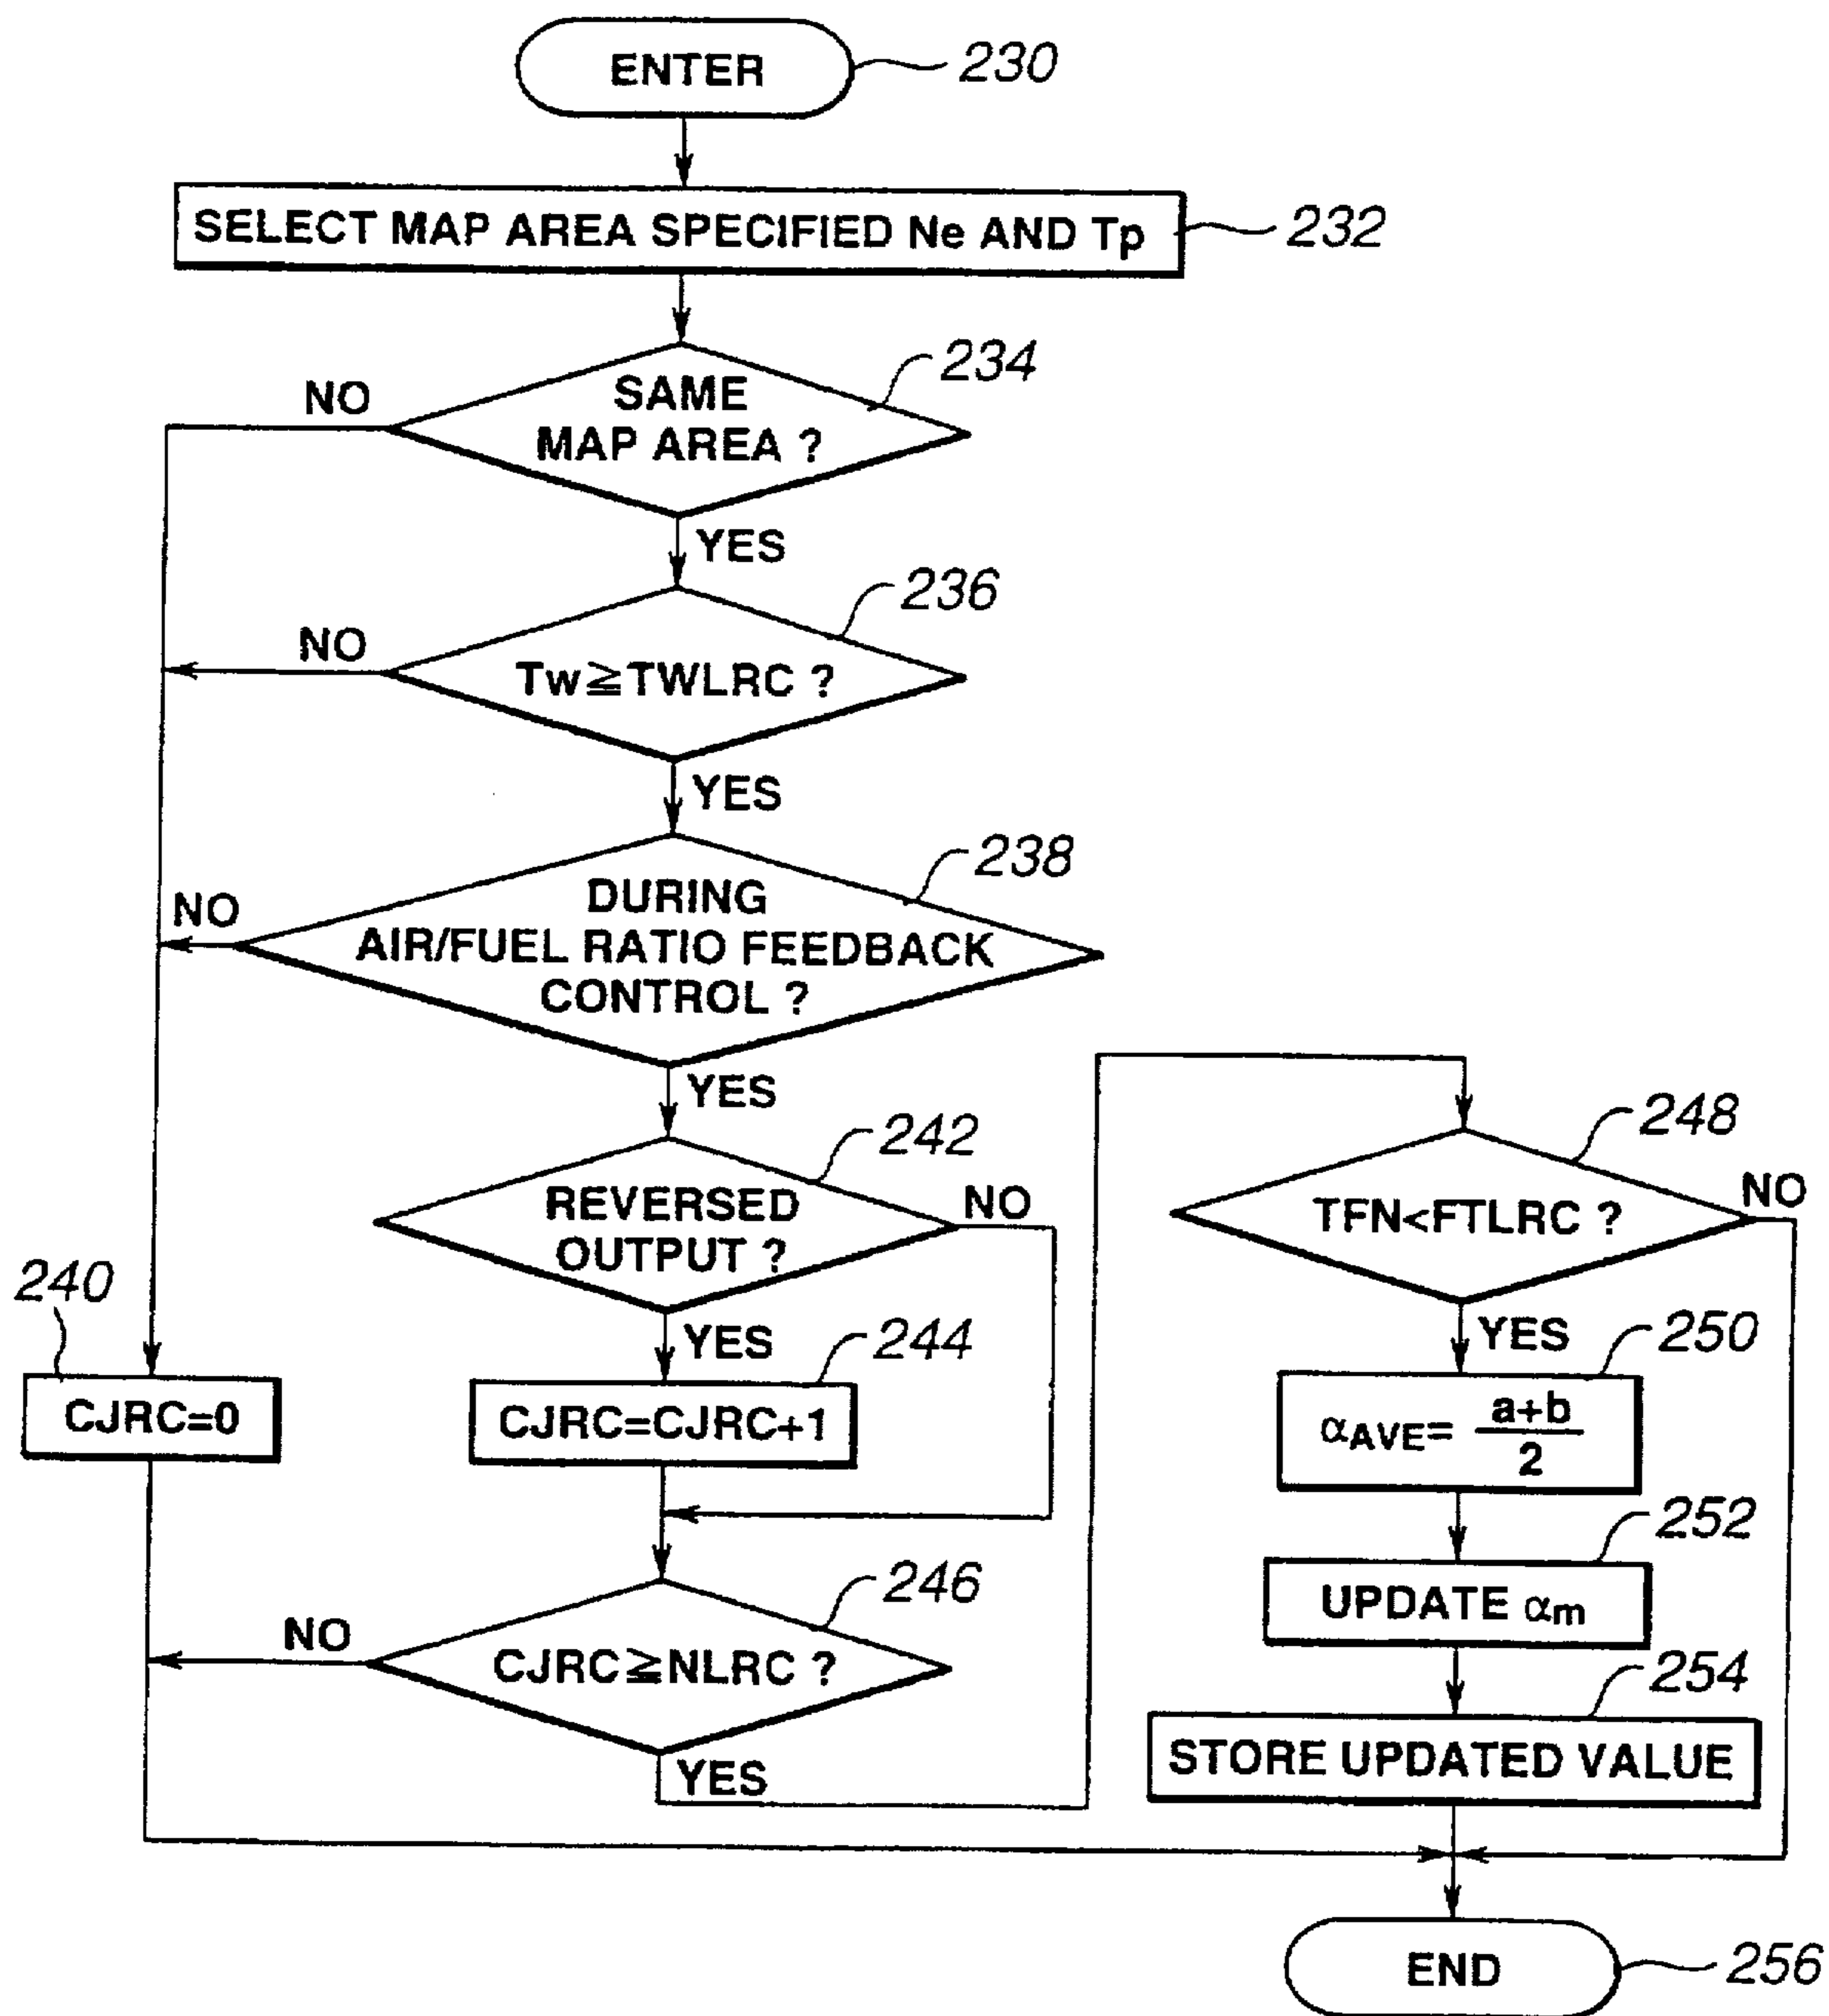 ENTER
230
SELECT MAP AREA SPECIFIED Ne AND Tp
232
234
SAME
MAP AREA ?
NO
YES
236
NO
Tw≧TWLRC ?
YES
238
NO
DURING
AIR/FUEL RATIO FEEDBACK
CONTROL ?
YES
242
REVERSED
OUTPUT ?
NO
YES
240
CJRC=0
244
CJRC=CJRC+1
246
NO
CJRC≧NLRC ?
YES
248
TFN<FTLRC ?
NO
YES
250
αAVE= a+b
2
252
UPDATE αm
254
STORE UPDATED VALUE
END
256